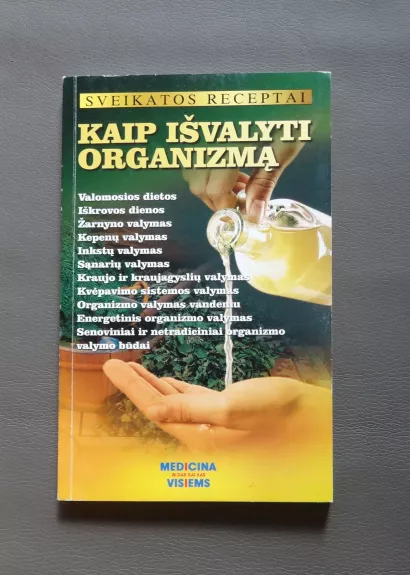 SVEIKATOS RECEPTAI
KAIP IŠVALYTI
ORGANIZMĄ
Valomosios dietos
Iškrovos dienos
Žarnyno valymas
Kepenų valymas
Inkstų valymas
Sąnarių valymas
Kraujo ir kraujagyslių valymas
Kvėpavimo sistemos valymas
Organizmo valymas vandeniu
Energetinis organizmo valymas
Senoviniai ir netradiciniai organizmo
valymo būdai
MEDICINA
VISIEMS